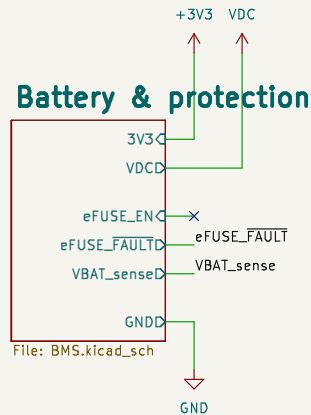 +3V3 VDC
Battery & protection
3V3
VDC
eFUSE_EN
eFUSE_FAULT eFUSE_FAULT
VBAT_sense VBAT_sense
GND
File: BMS.kicad_sch
GND